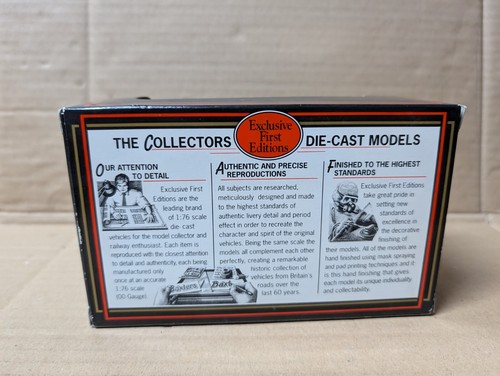 THE COLLECTORS Exclusive First Editions DIE-CAST MODELS
OUR ATTENTION
TO DETAIL
Exclusive First
Editions are the
leading brand
of 1:76 scale
die cast
vehicles for the model collector and
railway enthusiast. Each item is
reproduced with the closest attention
to detail and authenticity, each being
manufactured only
once at an accurate
1:76 scale
(00 Gauge).
AUTHENTIC AND PRECISE
REPRODUCTIONS
All subjects are researched,
meticulously designed and made
to the highest standards of
authentic livery detail and period
effect in order to recreate the
character and spirit of the original
vehicles. Being the same scale the
models all complement each other
perfectly, creating a remarkable
historic collection of
vehicles from Britain's
roads over the
last 60 years.
FINISHED TO THE HIGHEST
STANDARDS
Exclusive First Editions
take great pride in
setting new
standards of
excellence in
the decorative
finishing of
their models. All of the models are
hand finished using mask spraying
and pad printing techniques and it
is this hand finishing that gives
each model its unique individuality
and collectability.